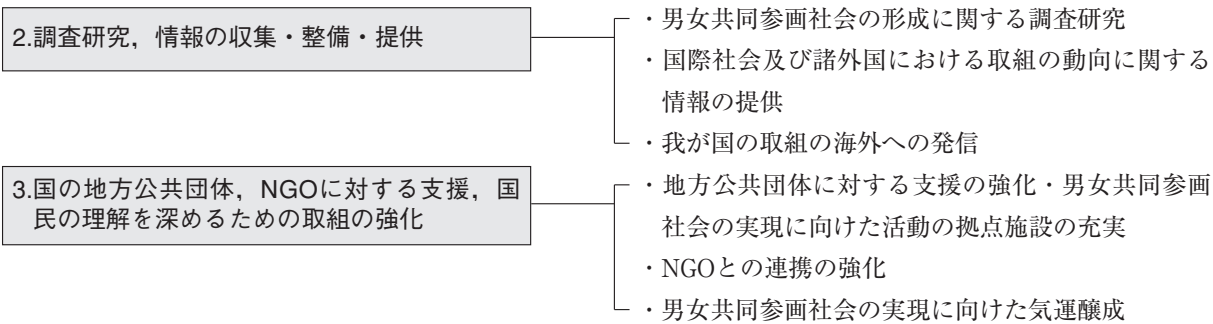 2.調査研究，情報の収集・整備・提供
・男女共同参画社会の形成に関する調査研究
・国際社会及び諸外国における取組の動向に関する
情報の提供
・我が国の取組の海外への発信
3.国の地方公共団体，NGOに対する支援，国
民の理解を深めるための取組の強化
・地方公共団体に対する支援の強化・男女共同参画
社会の実現に向けた活動の拠点施設の充実
・NGOとの連携の強化
・男女共同参画社会の実現に向けた気運醸成